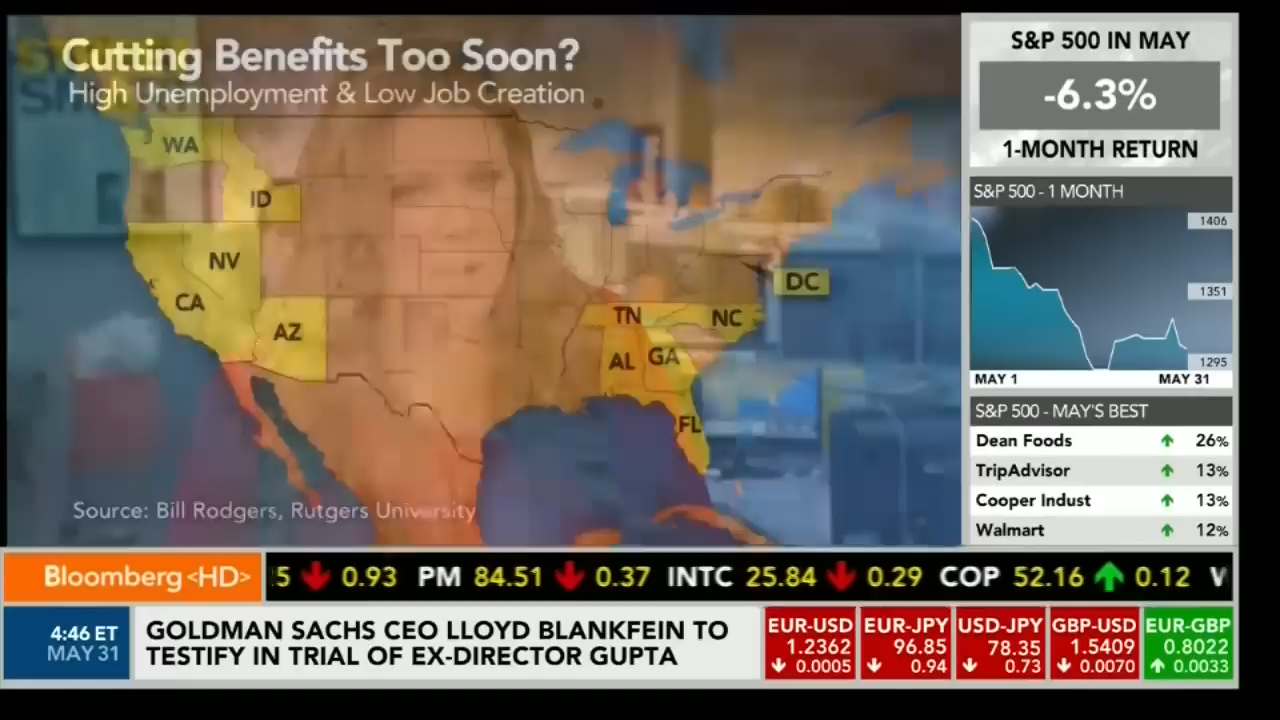 Cutting Benefits Too Soon?
High Unemployment & Low Job Creation
WA
ID
NV
CA
AZ
TN
NC
AL
GA
FL
DC
Source: Bill Rodgers, Rutgers University
S&P 500 IN MAY
-6.3%
1-MONTH RETURN
S&P 500 - 1 MONTH
1406
1351
1295
MAY 1 MAY 31
S&P 500 - MAY'S BEST
Dean Foods 26%
TripAdvisor 13%
Cooper Indust 13%
Walmart 12%
Bloomberg <HD>
5 0.93 PM 84.51 0.37 INTC 25.84 0.29 COP 52.16 0.12
4:46 ET
MAY 31
GOLDMAN SACHS CEO LLOYD BLANKFEIN TO
TESTIFY IN TRIAL OF EX-DIRECTOR GUPTA
EUR-USD
1.2362
0.0005
EUR-JPY
96.85
0.94
USD-JPY
78.35
0.73
GBP-USD
1.5409
0.0070
EUR-GBP
0.8022
0.0033